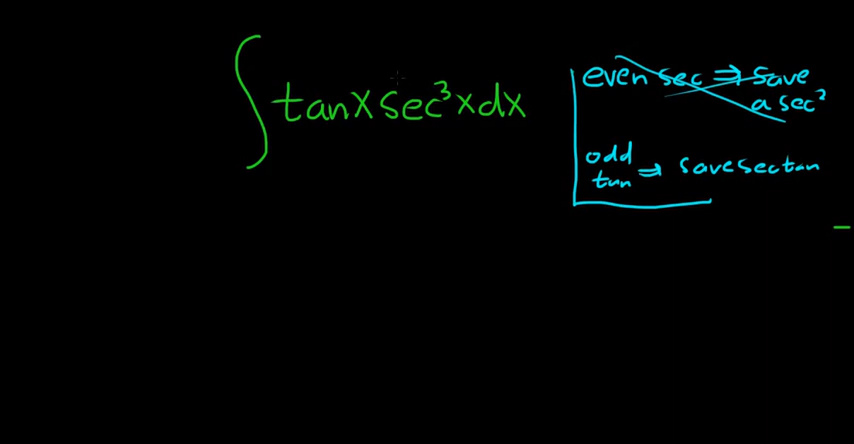 ∫ tanx sec³x dx
even sec ⇒ save
a sec²
odd
tan ⇒ save sec tan